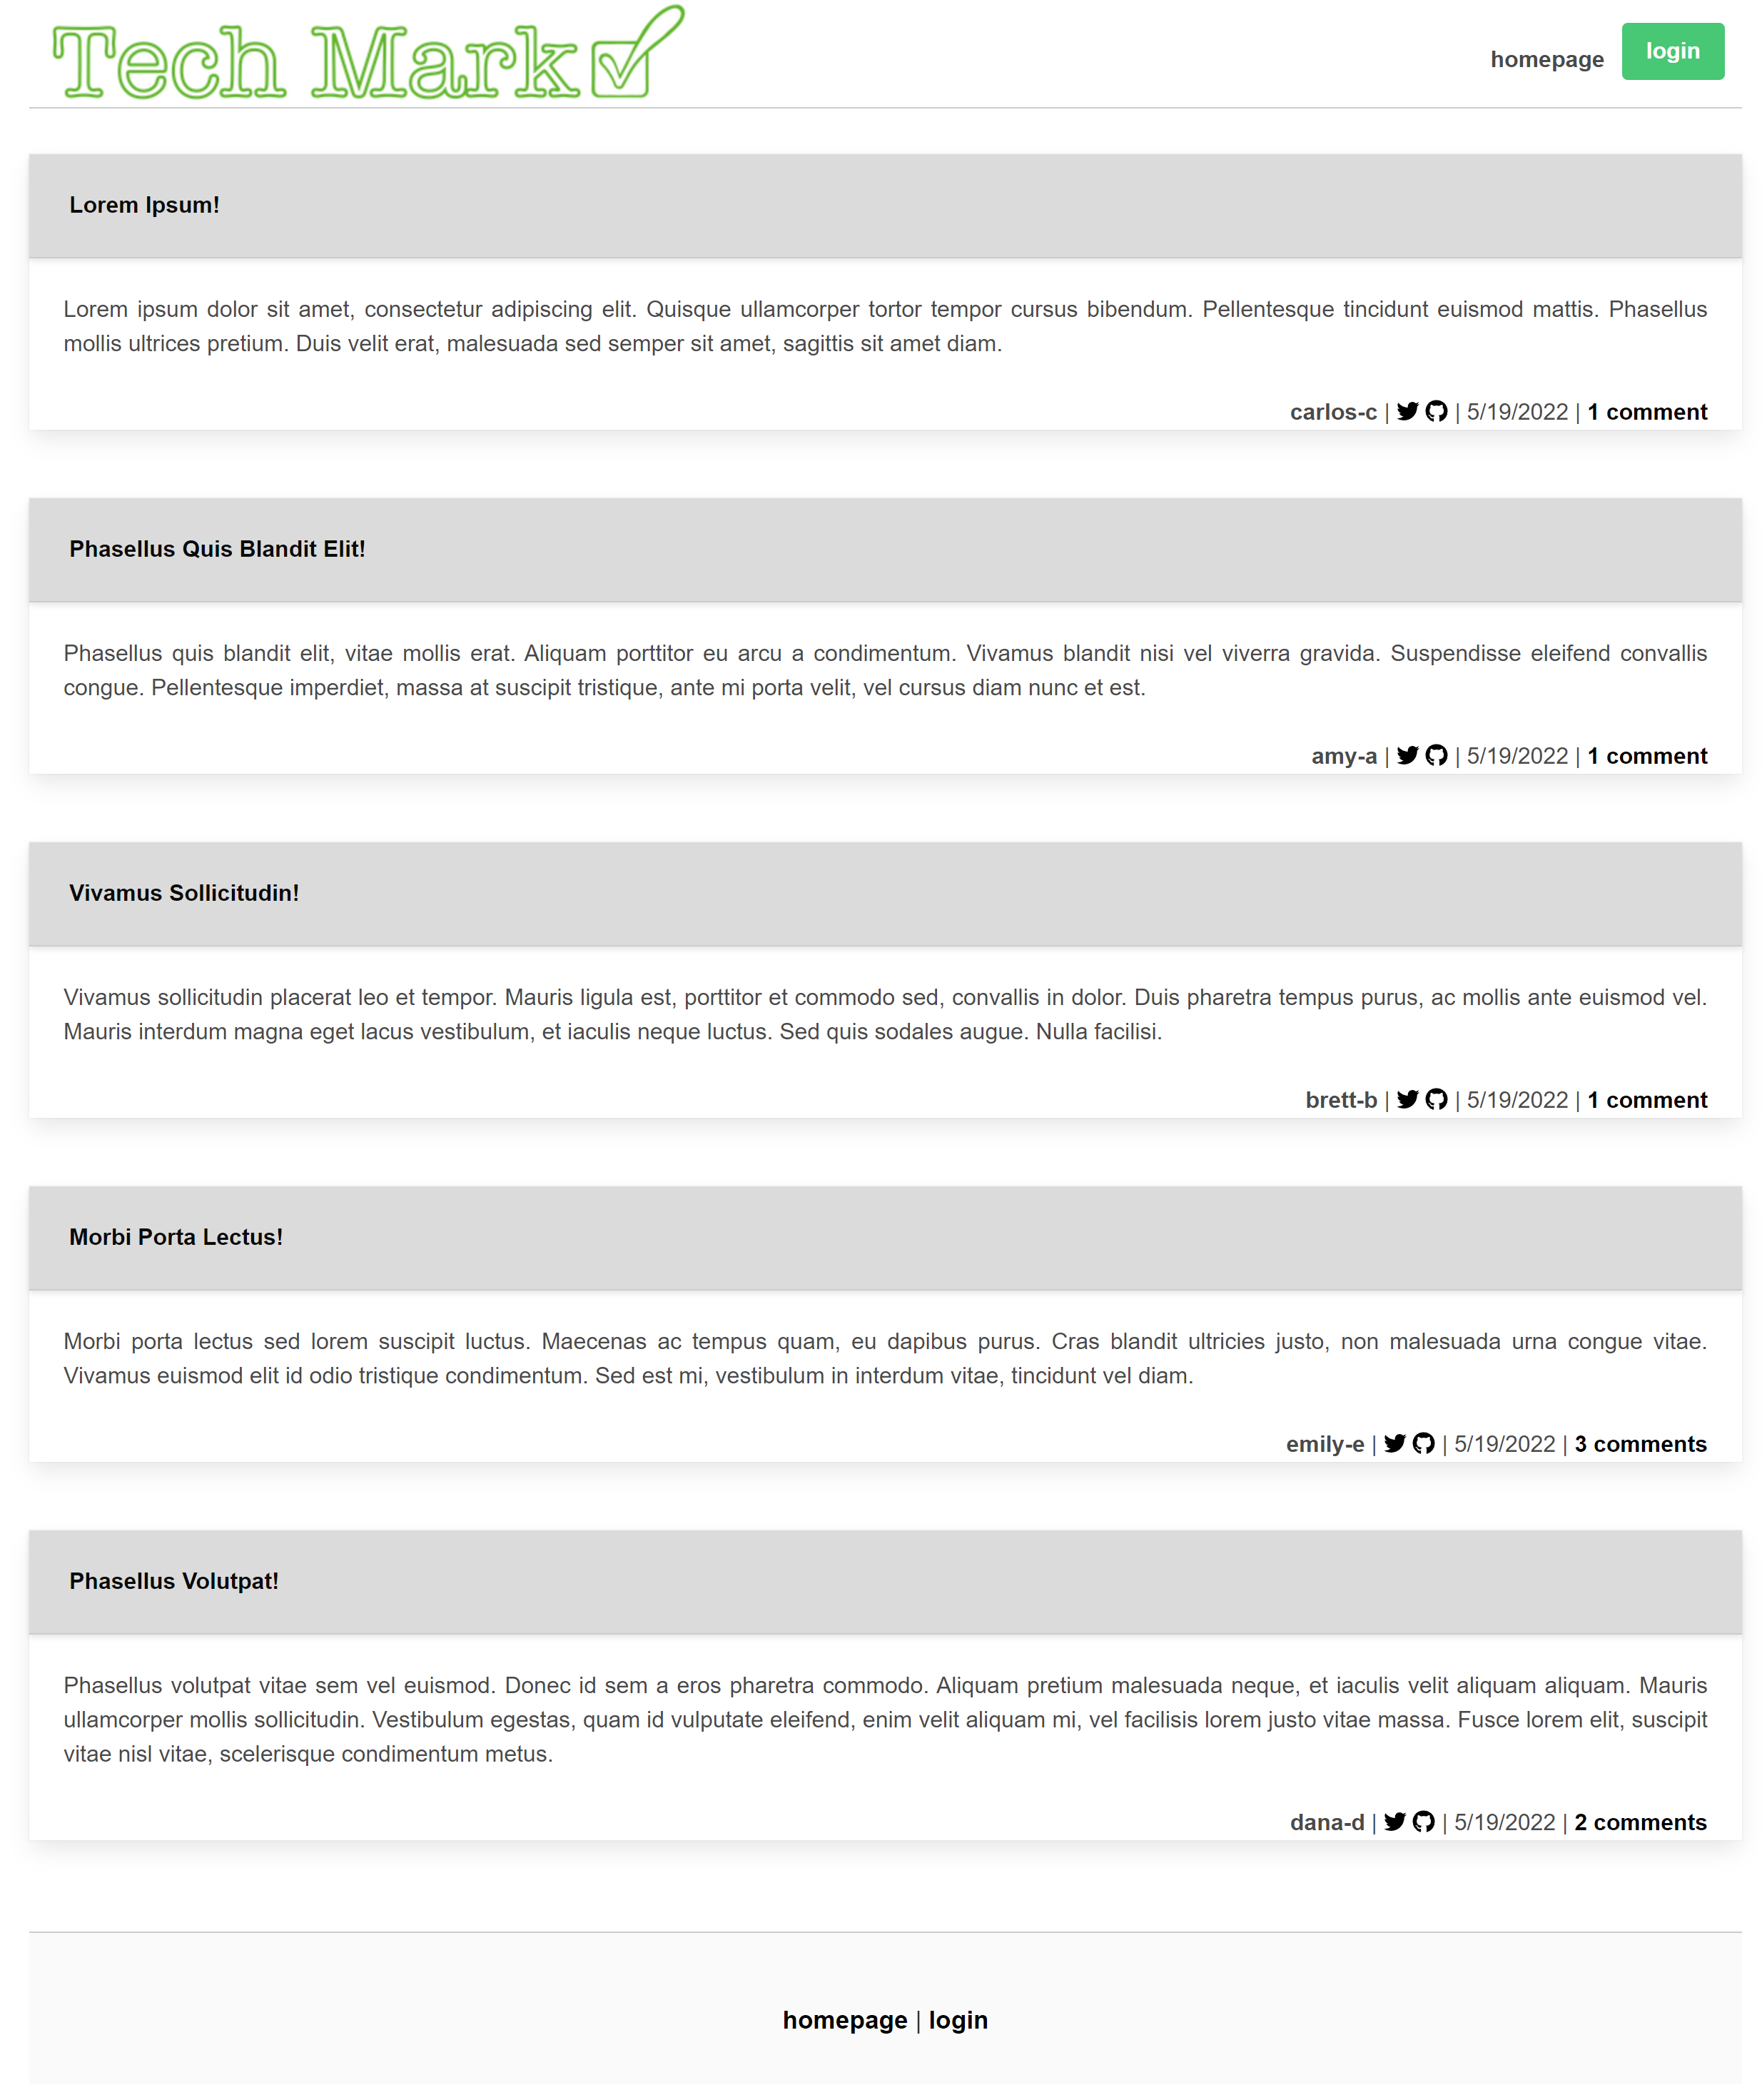 Tech Mark
homepage login
Lorem Ipsum!
Lorem ipsum dolor sit amet, consectetur adipiscing elit. Quisque ullamcorper tortor tempor cursus bibendum. Pellentesque tincidunt euismod mattis. Phasellus
mollis ultrices pretium. Duis velit erat, malesuada sed semper sit amet, sagittis sit amet diam.
carlos-c | | 5/19/2022 | 1 comment
Phasellus Quis Blandit Elit!
Phasellus quis blandit elit, vitae mollis erat. Aliquam porttitor eu arcu a condimentum. Vivamus blandit nisi vel viverra gravida. Suspendisse eleifend convallis
congue. Pellentesque imperdiet, massa at suscipit tristique, ante mi porta velit, vel cursus diam nunc et est.
amy-a | | 5/19/2022 | 1 comment
Vivamus Sollicitudin!
Vivamus sollicitudin placerat leo et tempor. Mauris ligula est, porttitor et commodo sed, convallis in dolor. Duis pharetra tempus purus, ac mollis ante euismod vel.
Mauris interdum magna eget lacus vestibulum, et iaculis neque luctus. Sed quis sodales augue. Nulla facilisi.
brett-b | | 5/19/2022 | 1 comment
Morbi Porta Lectus!
Morbi porta lectus sed lorem suscipit luctus. Maecenas ac tempus quam, eu dapibus purus. Cras blandit ultricies justo, non malesuada urna congue vitae.
Vivamus euismod elit id odio tristique condimentum. Sed est mi, vestibulum in interdum vitae, tincidunt vel diam.
emily-e | | 5/19/2022 | 3 comments
Phasellus Volutpat!
Phasellus volutpat vitae sem vel euismod. Donec id sem a eros pharetra commodo. Aliquam pretium malesuada neque, et iaculis velit aliquam aliquam. Mauris
ullamcorper mollis sollicitudin. Vestibulum egestas, quam id vulputate eleifend, enim velit aliquam mi, vel facilisis lorem justo vitae massa. Fusce lorem elit, suscipit
vitae nisl vitae, scelerisque condimentum metus.
dana-d | | 5/19/2022 | 2 comments
homepage | login